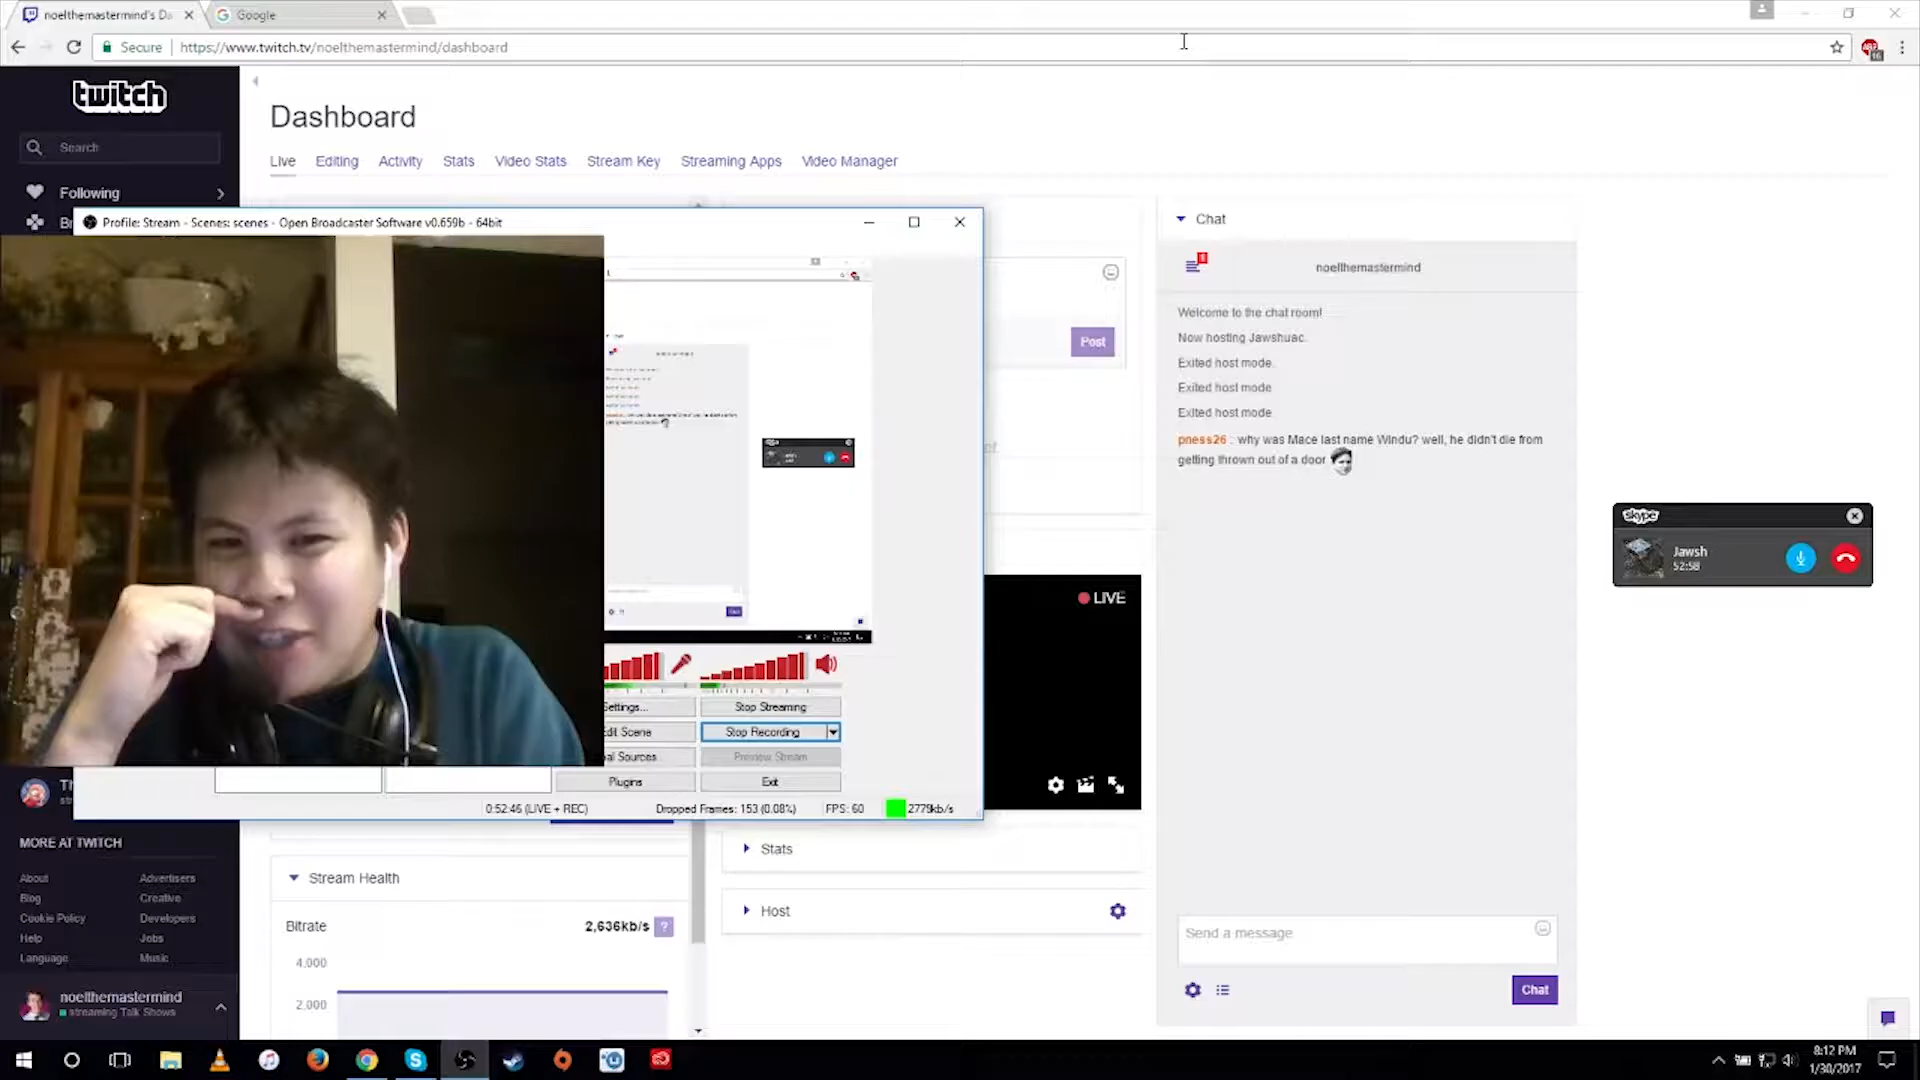 noelthemastermind's Da
Google
Secure
https://www.twitch.tv/noelthemastermind/dashboard
twitch
Search
Following
Br
Dashboard
Live Editing Activity Stats Video Stats Stream Key Streaming Apps Video Manager
Profile: Stream - Scenes: scenes - Open Broadcaster Software v0.659b - 64bit
Post
Chat
noelthemastermind
Welcome to the chat room!
Now hosting Jawshuac.
Exited host mode.
Exited host mode
Exited host mode
pness26 : why was Mace last name Windu? well, he didn't die from
getting thrown out of a door
skype
Jawsh
52:58
LIVE
Settings... Stop Streaming
Edit Scene Stop Recording
al Sources Preview Stream
Plugins Exit
0:52:46 (LIVE + REC) Dropped Frames: 153 (0.08%) FPS: 60 2779kb/s
Th
MORE AT TWITCH
About Advertisers
Blog Creative
Cookie Policy Developers
Help Jobs
Language Music
noelthemastermind
streaming Talk Shows
Stream Health
Bitrate 2,636kb/s ?
4,000
2,000
Stats
Host
Send a message
Chat
8:12 PM
1/30/2017